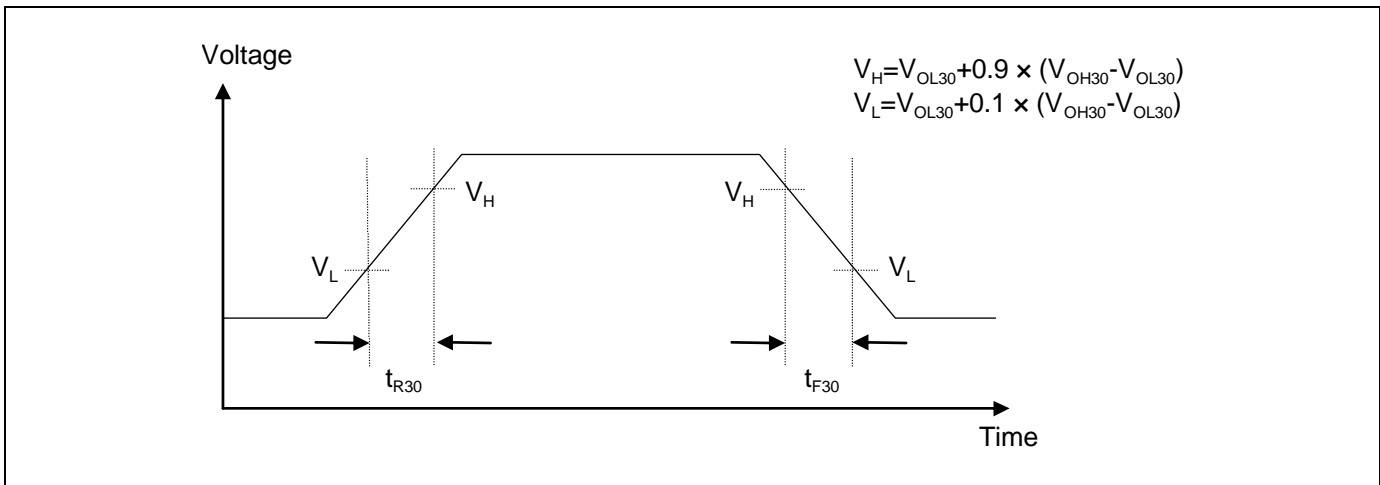 Voltage
V_H=V_OL30+0.9 × (V_OH30-V_OL30)
V_L=V_OL30+0.1 × (V_OH30-V_OL30)
V_H
V_H
V_L
V_L
t_R30
t_F30
Time